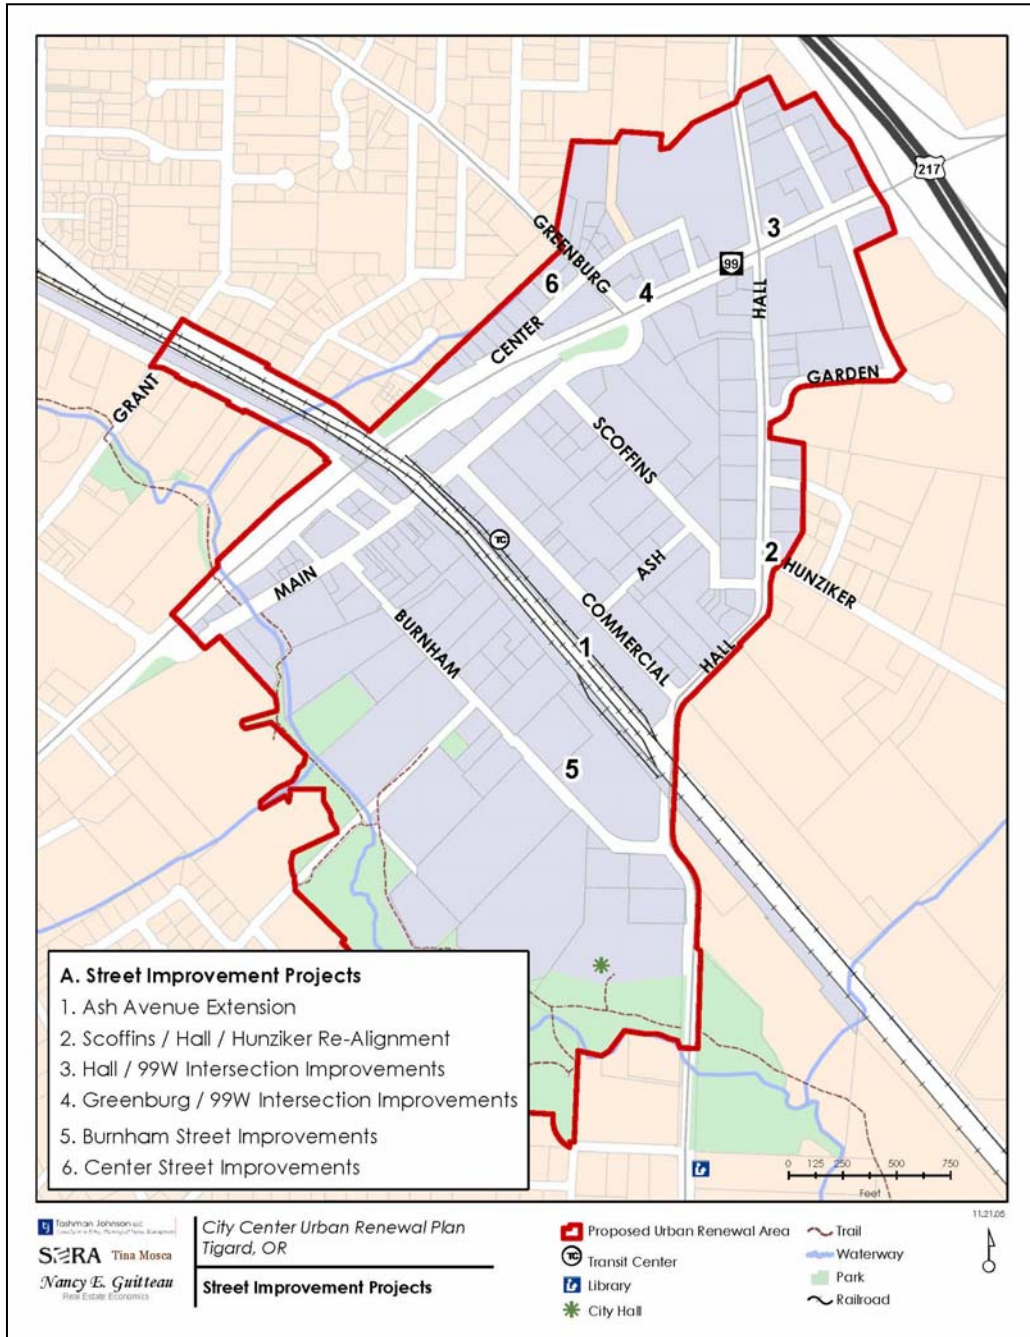 217
3
GREENBURG
99
6
4
HALL
CENTER
GARDEN
GRANT
SCOFFINS
TC
2
ASH
HUNZIKER
MAIN
COMMERCIAL
BURNHAM
1
HALL
5
A. Street Improvement Projects
1. Ash Avenue Extension
2. Scoffins / Hall / Hunziker Re-Alignment
3. Hall / 99W Intersection Improvements
4. Greenburg / 99W Intersection Improvements
5. Burnham Street Improvements
6. Center Street Improvements
0 125 250 500 750
Feet
11.21.05
Tashman Johnson LLC
SERA Tina Mosca
Nancy E. Guitteau
Real Estate Economics
City Center Urban Renewal Plan
Tigard, OR
Street Improvement Projects
Proposed Urban Renewal Area
TC Transit Center
Library
City Hall
Trail
Waterway
Park
Railroad